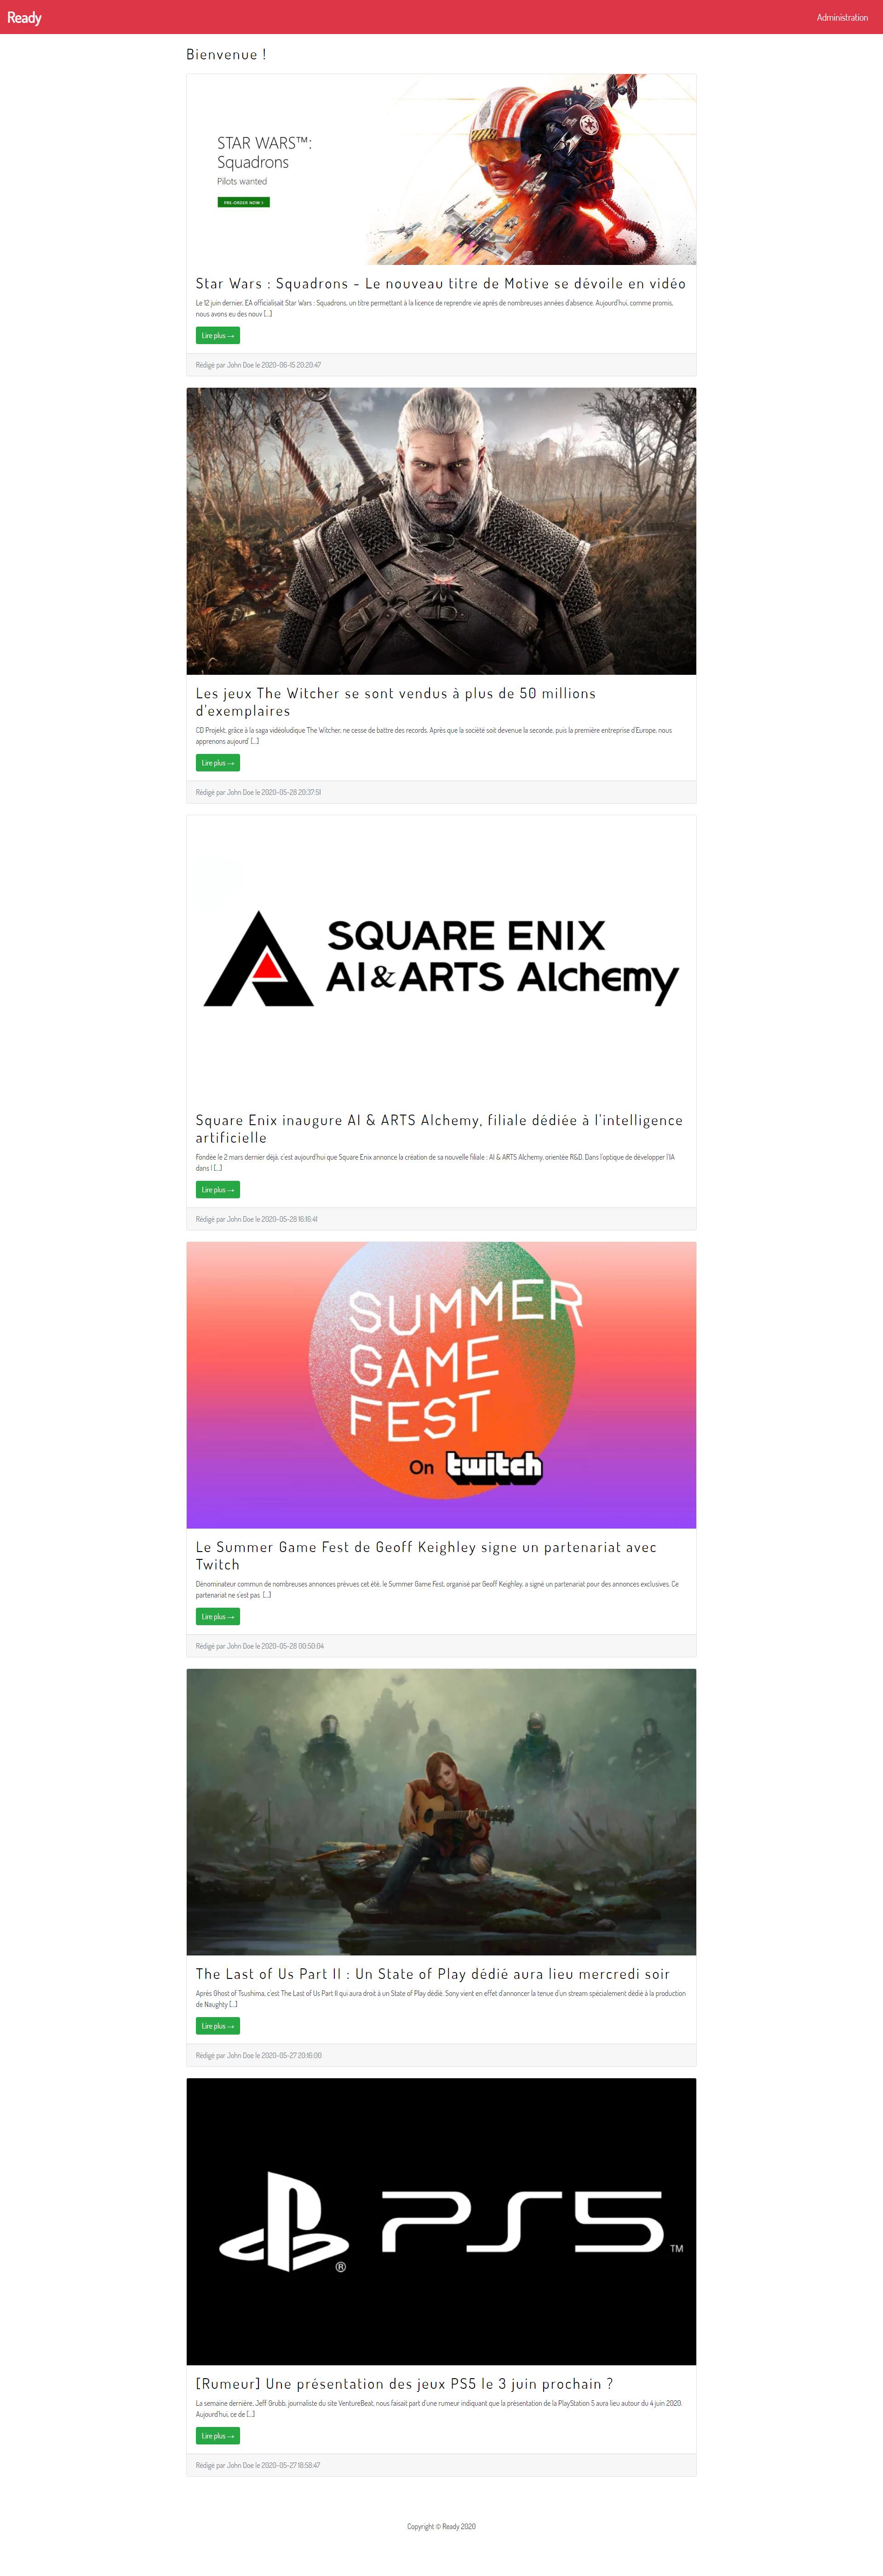 Ready
Administration
Bienvenue !
STAR WARS™:
Squadrons
Pilots wanted
PRE-ORDER NOW >
Star Wars : Squadrons - Le nouveau titre de Motive se dévoile en vidéo
Le 12 juin dernier, EA officialisait Star Wars : Squadrons, un titre permettant à la licence de reprendre vie après de nombreuses années d'absence. Aujourd'hui, comme promis,
nous avons eu des nouv [...]
Lire plus →
Rédigé par John Doe le 2020-06-15 20:20:47
Les jeux The Witcher se sont vendus à plus de 50 millions
d'exemplaires
CD Projekt, grâce à la saga vidéoludique The Witcher, ne cesse de battre des records. Après que la société soit devenue la seconde, puis la première entreprise d'Europe, nous
apprenons aujourd' [...]
Lire plus →
Rédigé par John Doe le 2020-05-28 20:37:51
SQUARE ENIX
AI & ARTS Alchemy
Square Enix inaugure AI & ARTS Alchemy, filiale dédiée à l'intelligence
artificielle
Fondée le 2 mars dernier déjà, c'est aujourd'hui que Square Enix annonce la création de sa nouvelle filiale : AI & ARTS Alchemy, orientée R&D. Dans l'optique de développer l'IA
dans l [...]
Lire plus →
Rédigé par John Doe le 2020-05-28 16:16:41
SUMMER
GAME
FEST
On twitch
Le Summer Game Fest de Geoff Keighley signe un partenariat avec
Twitch
Dénominateur commun de nombreuses annonces prévues cet été, le Summer Game Fest, organisé par Geoff Keighley, a signé un partenariat pour des annonces exclusives. Ce
partenariat ne s'est pas [...]
Lire plus →
Rédigé par John Doe le 2020-05-28 00:50:04
The Last of Us Part II : Un State of Play dédié aura lieu mercredi soir
Après Ghost of Tsushima, c'est The Last of Us Part II qui aura droit à un State of Play dédié. Sony vient en effet d'annoncer la tenue d'un stream spécialement dédié à la production
de Naughty [...]
Lire plus →
Rédigé par John Doe le 2020-05-27 20:16:00
® PS5 ™
[Rumeur] Une présentation des jeux PS5 le 3 juin prochain ?
La semaine dernière, Jeff Grubb, journaliste du site VentureBeat, nous faisait part d'une rumeur indiquant que la présentation de la PlayStation 5 aura lieu autour du 4 juin 2020.
Aujourd'hui, ce de [...]
Lire plus →
Rédigé par John Doe le 2020-05-27 18:58:47
Copyright © Ready 2020